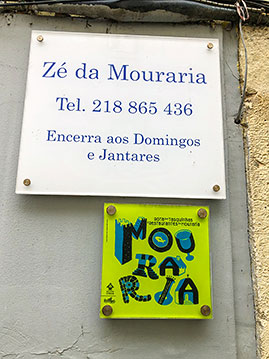 Zé da Mouraria
Tel. 218 865 436
Encerra aos Domingos
e Jantares
MOU
RA
RIA